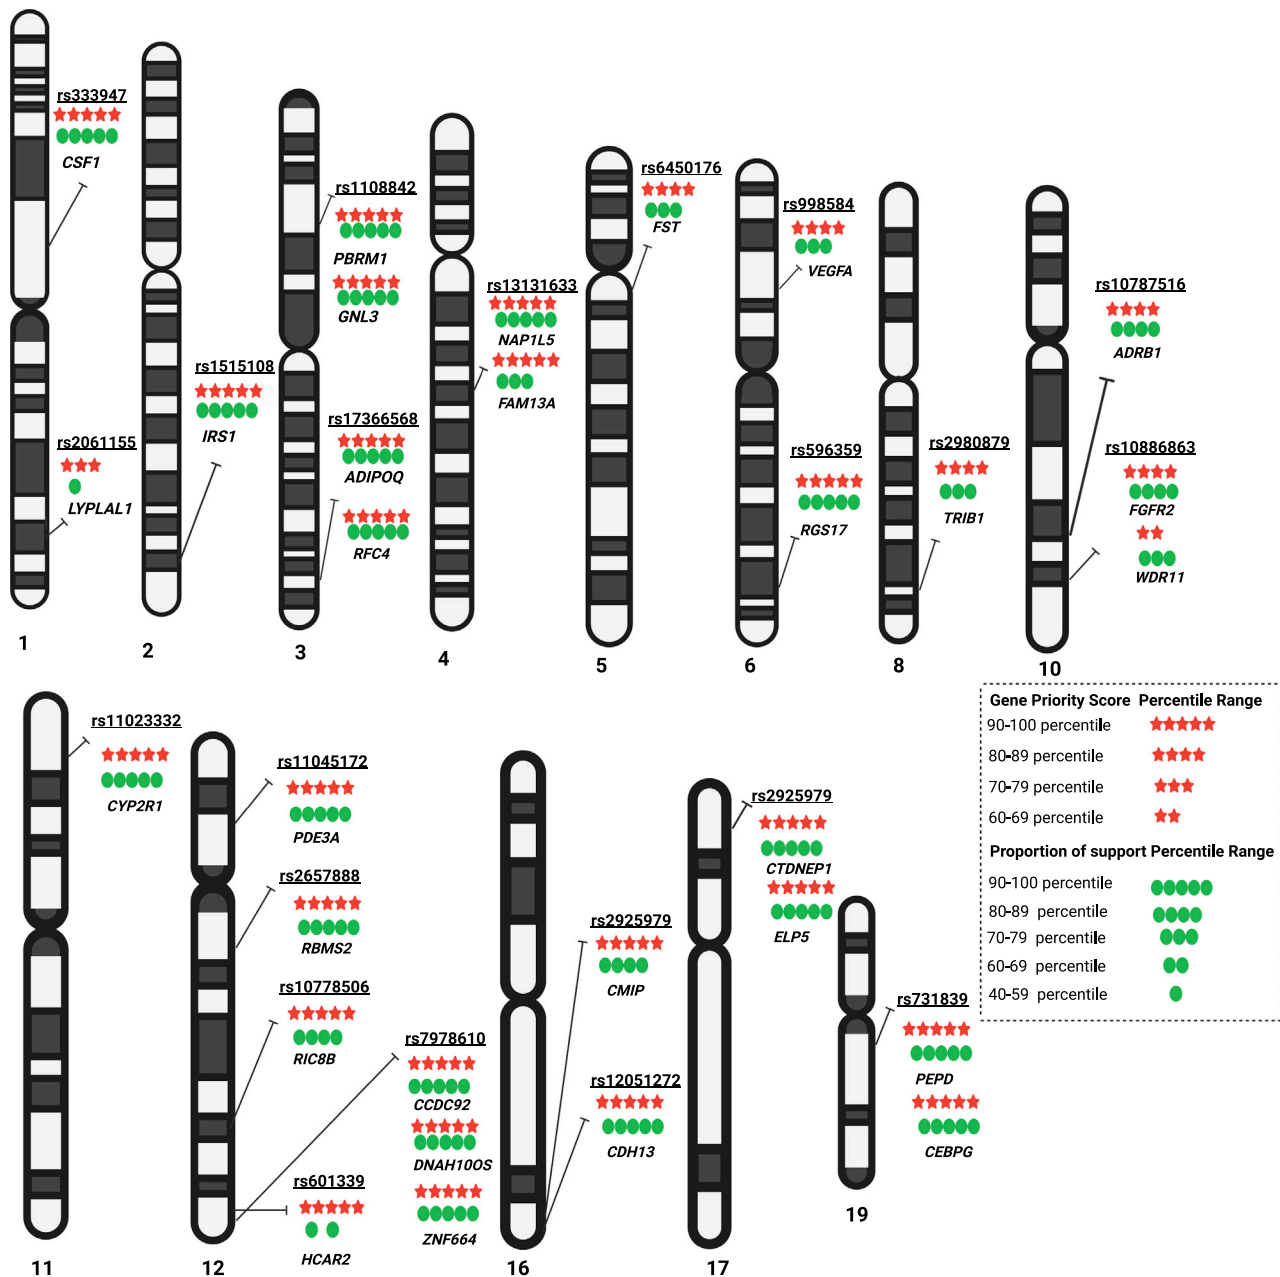 rs333947
CSF1
rs2061155
LYPLAL1
1
rs1515108
IRS1
2
rs1108842
PBRM1
GNL3
rs17366568
ADIPOQ
RFC4
3
rs13131633
NAP1L5
FAM13A
4
rs6450176
FST
5
rs998584
VEGFA
rs596359
RGS17
6
rs2980879
TRIB1
8
rs10787516
ADRB1
rs10886863
FGFR2
WDR11
10
Gene Priority Score Percentile Range
90-100 percentile
80-89 percentile
70-79 percentile
60-69 percentile
Proportion of support Percentile Range
90-100 percentile
80-89 percentile
70-79 percentile
60-69 percentile
40-59 percentile
rs11023332
CYP2R1
11
rs11045172
PDE3A
rs2657888
RBMS2
rs10778506
RIC8B
rs7978610
CCDC92
DNAH10OS
ZNF664
rs601339
HCAR2
12
rs2925979
CMIP
rs12051272
CDH13
16
rs2925979
CTDNEP1
ELP5
17
rs731839
PEPD
CEBPG
19